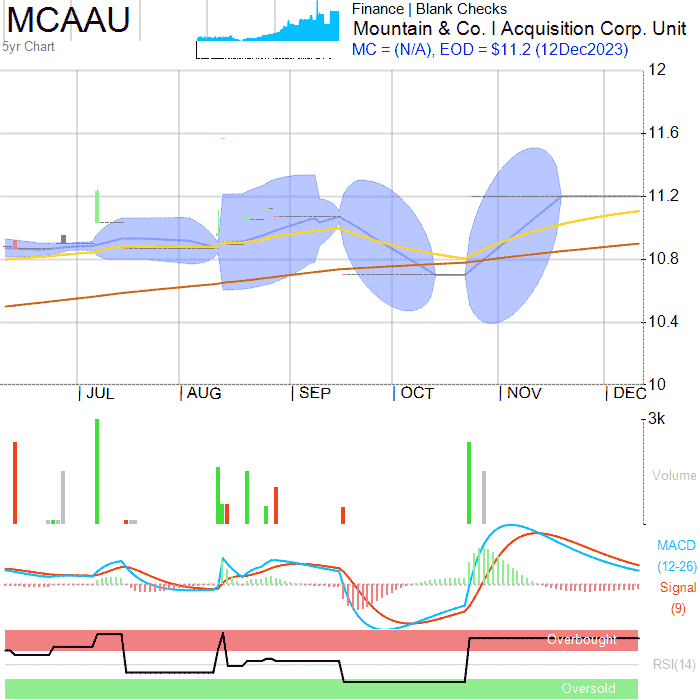 MCAAU
5yr Chart
Finance | Blank Checks
Mountain & Co. I Acquisition Corp. Unit
MC = (N/A), EOD = $11.2 (12Dec2023)
12
11.6
11.2
10.8
10.4
10
JUL AUG SEP OCT NOV DEC
3k
Volume
MACD
(12-26)
Signal
(9)
Overbought
RSI(14)
Oversold